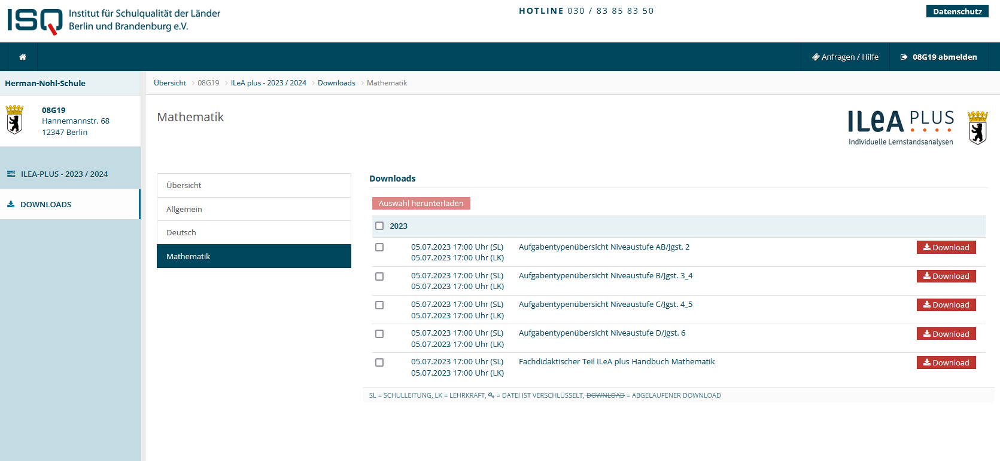 ISQ Institut für Schulqualität der Länder
Berlin und Brandenburg e.V.
HOTLINE 030 / 83 85 83 50
Datenschutz
Anfragen / Hilfe
08G19 abmelden
Herman-Nohl-Schule
08G19
Hannemannstr. 68
12347 Berlin
ILEA-PLUS - 2023 / 2024
DOWNLOADS
Übersicht > 08G19 > ILeA plus - 2023 / 2024 > Downloads > Mathematik
Mathematik
ILeA PLUS
Individuelle Lernstandsanalysen
Übersicht
Allgemein
Deutsch
Mathematik
Downloads
Auswahl herunterladen
2023
05.07.2023 17:00 Uhr (SL) Aufgabentypenübersicht Niveaustufe AB/Jgst. 2 Download
05.07.2023 17:00 Uhr (LK)
05.07.2023 17:00 Uhr (SL) Aufgabentypenübersicht Niveaustufe B/Jgst. 3_4 Download
05.07.2023 17:00 Uhr (LK)
05.07.2023 17:00 Uhr (SL) Aufgabentypenübersicht Niveaustufe C/Jgst. 4_5 Download
05.07.2023 17:00 Uhr (LK)
05.07.2023 17:00 Uhr (SL) Aufgabentypenübersicht Niveaustufe D/Jgst. 6 Download
05.07.2023 17:00 Uhr (LK)
05.07.2023 17:00 Uhr (SL) Fachdidaktischer Teil ILeA plus Handbuch Mathematik Download
05.07.2023 17:00 Uhr (LK)
SL = SCHULLEITUNG, LK = LEHRKRAFT, = DATEI IST VERSCHLÜSSELT, DOWNLOAD = ABGELAUFENER DOWNLOAD